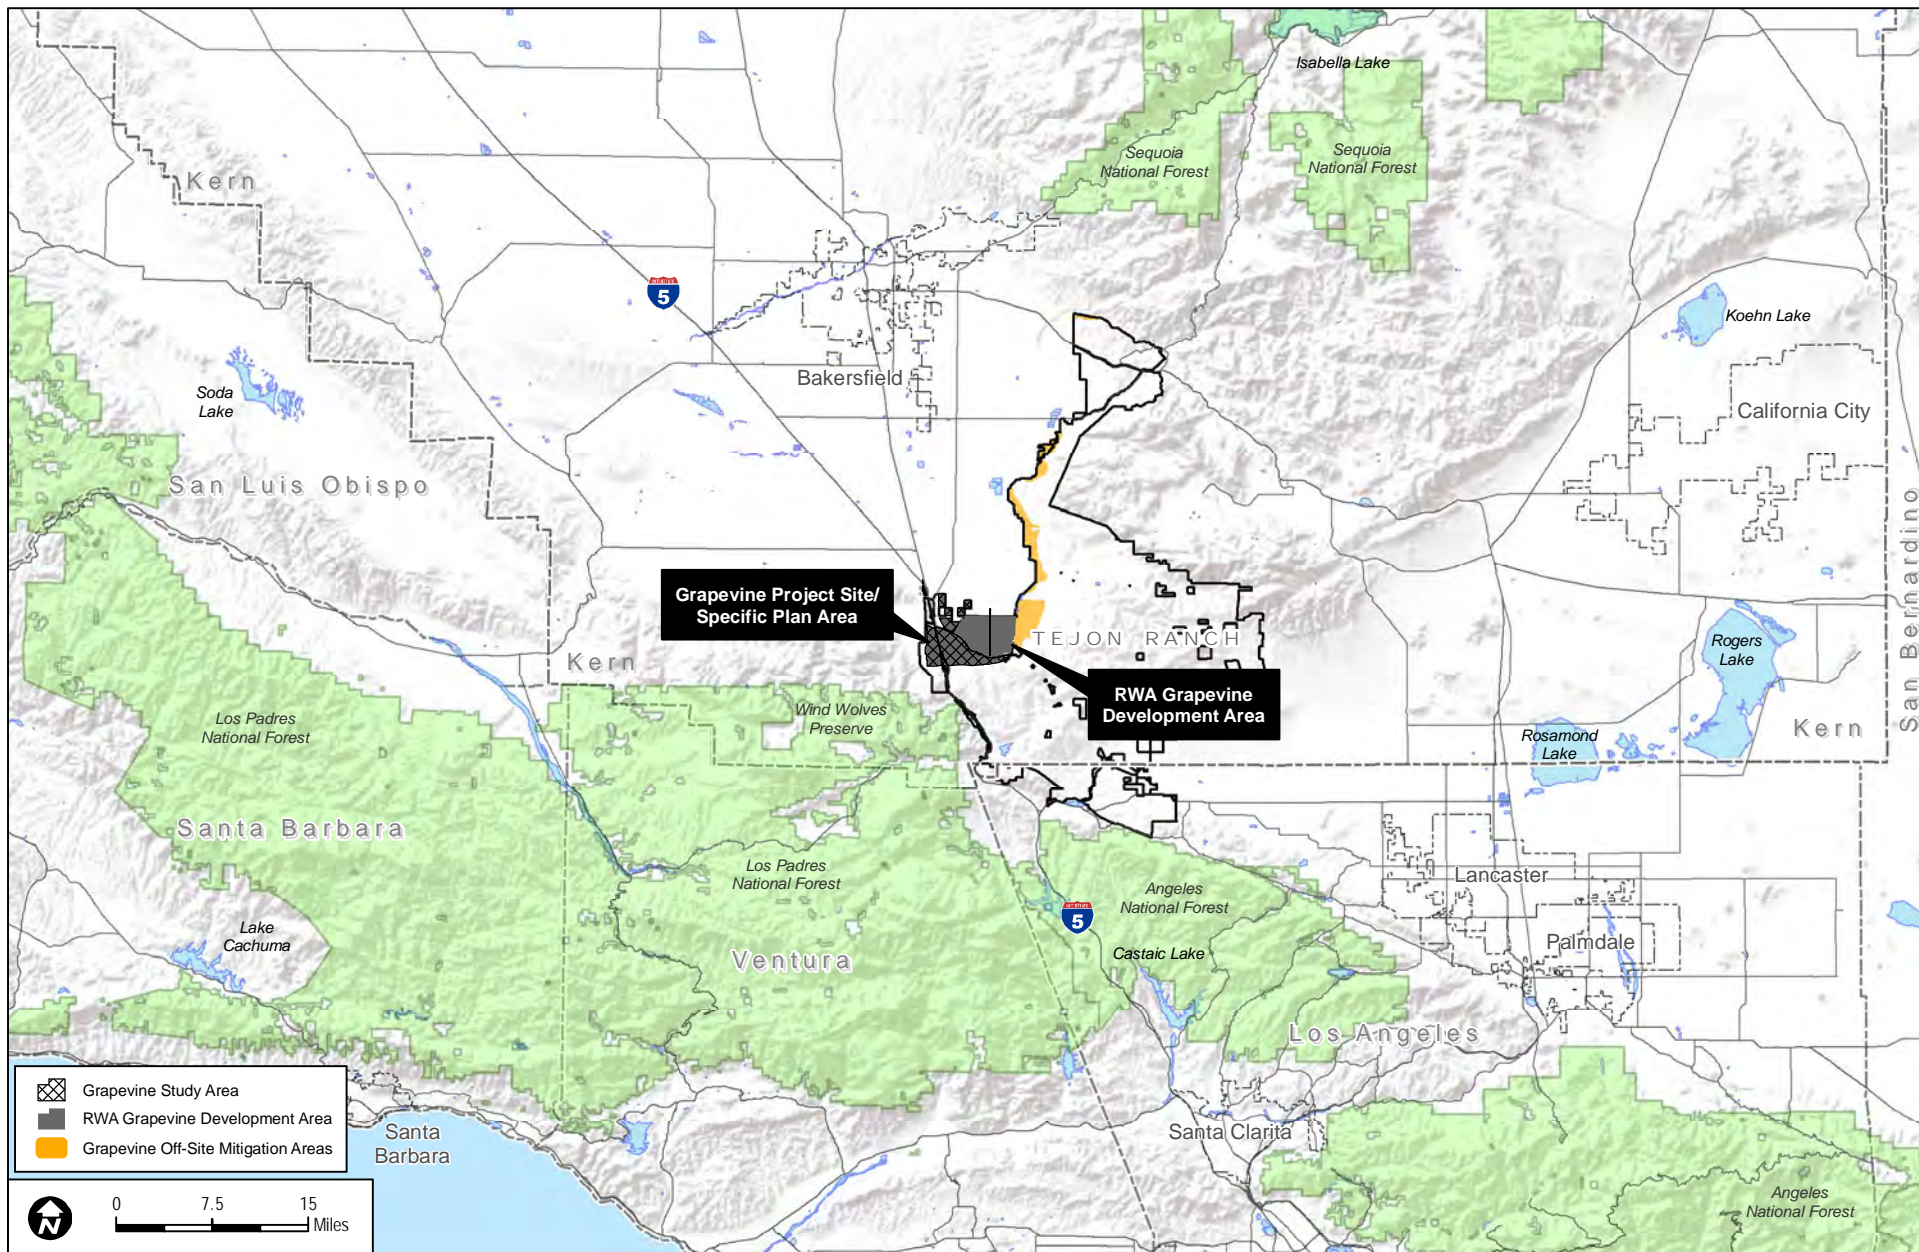 Isabella Lake
Sequoia
National Forest
Sequoia
National Forest
Kern
5
Koehn Lake
Bakersfield
Soda
Lake
California City
San Luis Obispo
San Bernardino
Grapevine Project Site/
Specific Plan Area
TEJON RANCH
Rogers
Lake
Kern
RWA Grapevine
Development Area
Wind Wolves
Preserve
Los Padres
National Forest
Rosamond
Lake
Kern
Santa Barbara
Los Padres
National Forest
Lancaster
Angeles
National Forest
5
Lake
Cachuma
Ventura
Castaic Lake
Palmdale
Los Angeles
Grapevine Study Area
RWA Grapevine Development Area
Grapevine Off-Site Mitigation Areas
Santa
Barbara
Santa Clarita
Angeles
National Forest
N
0 7.5 15
Miles